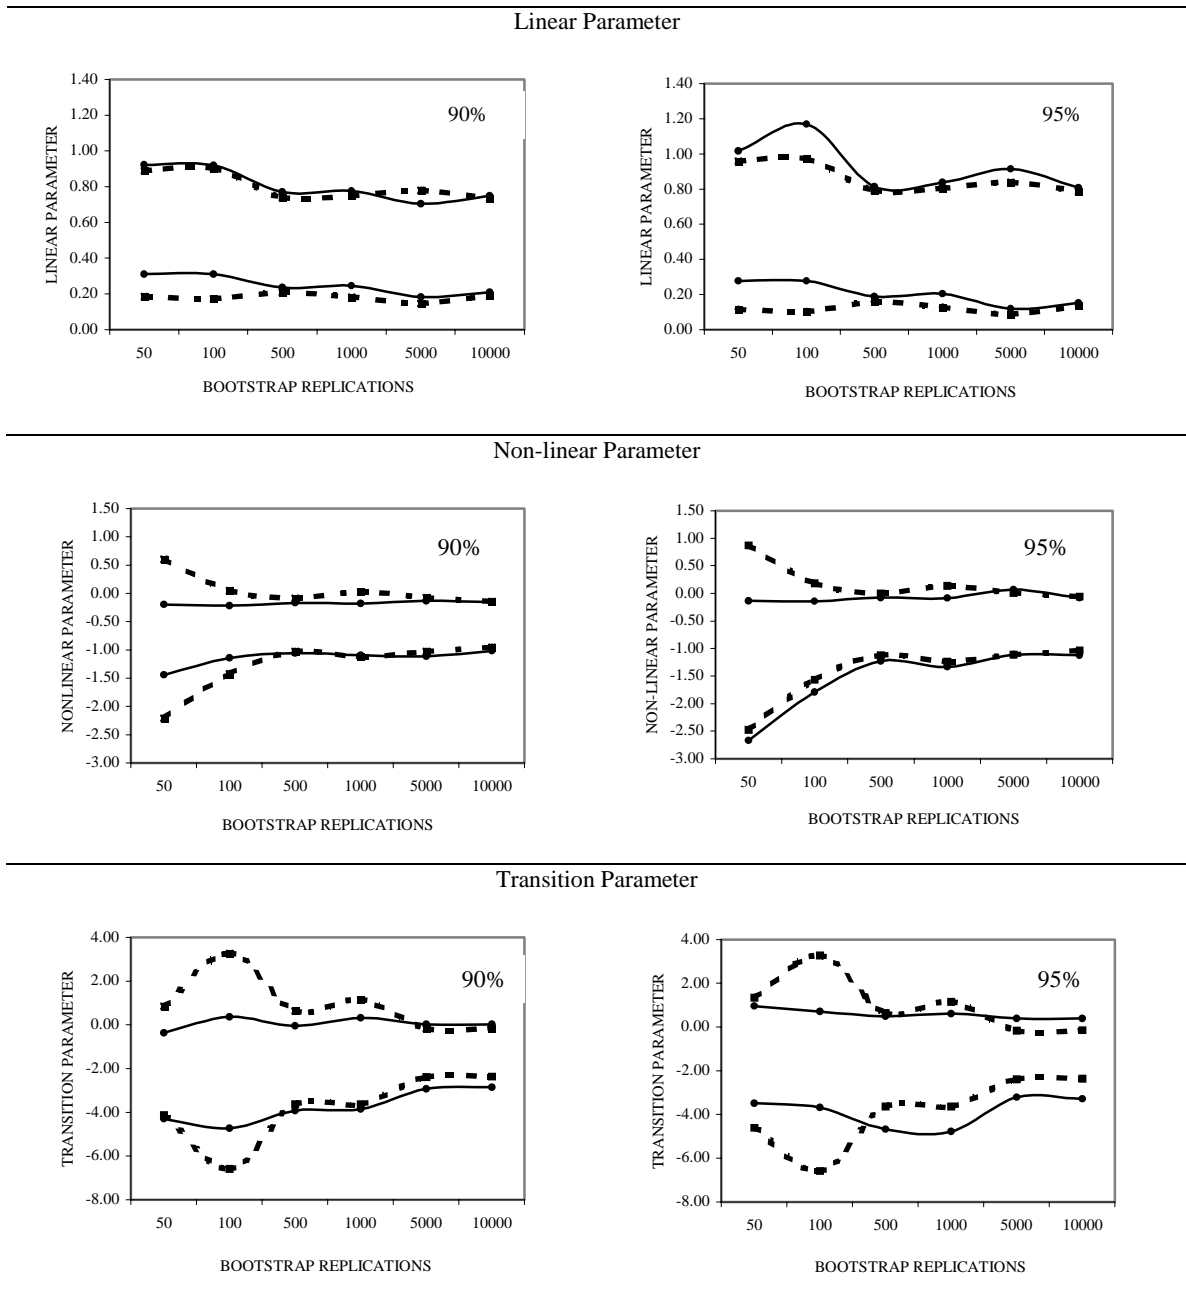 Linear Parameter
1.40
1.20
1.00
0.80
0.60
0.40
0.20
0.00
LINEAR PARAMETER
90%
50 100 500 1000 5000 10000
BOOTSTRAP REPLICATIONS
1.40
1.20
1.00
0.80
0.60
0.40
0.20
0.00
LINEAR PARAMETER
95%
50 100 500 1000 5000 10000
BOOTSTRAP REPLICATIONS
Non-linear Parameter
1.50
1.00
0.50
0.00
-0.50
-1.00
-1.50
-2.00
-2.50
-3.00
NONLINEAR PARAMETER
90%
50 100 500 1000 5000 10000
BOOTSTRAP REPLICATIONS
1.50
1.00
0.50
0.00
-0.50
-1.00
-1.50
-2.00
-2.50
-3.00
NON-LINEAR PARAMETER
95%
50 100 500 1000 5000 10000
BOOTSTRAP REPLICATIONS
Transition Parameter
4.00
2.00
0.00
-2.00
-4.00
-6.00
-8.00
TRANSITION PARAMETER
90%
50 100 500 1000 5000 10000
BOOTSTRAP REPLICATIONS
4.00
2.00
0.00
-2.00
-4.00
-6.00
-8.00
TRANSITION PARAMETER
95%
50 100 500 1000 5000 10000
BOOTSTRAP REPLICATIONS